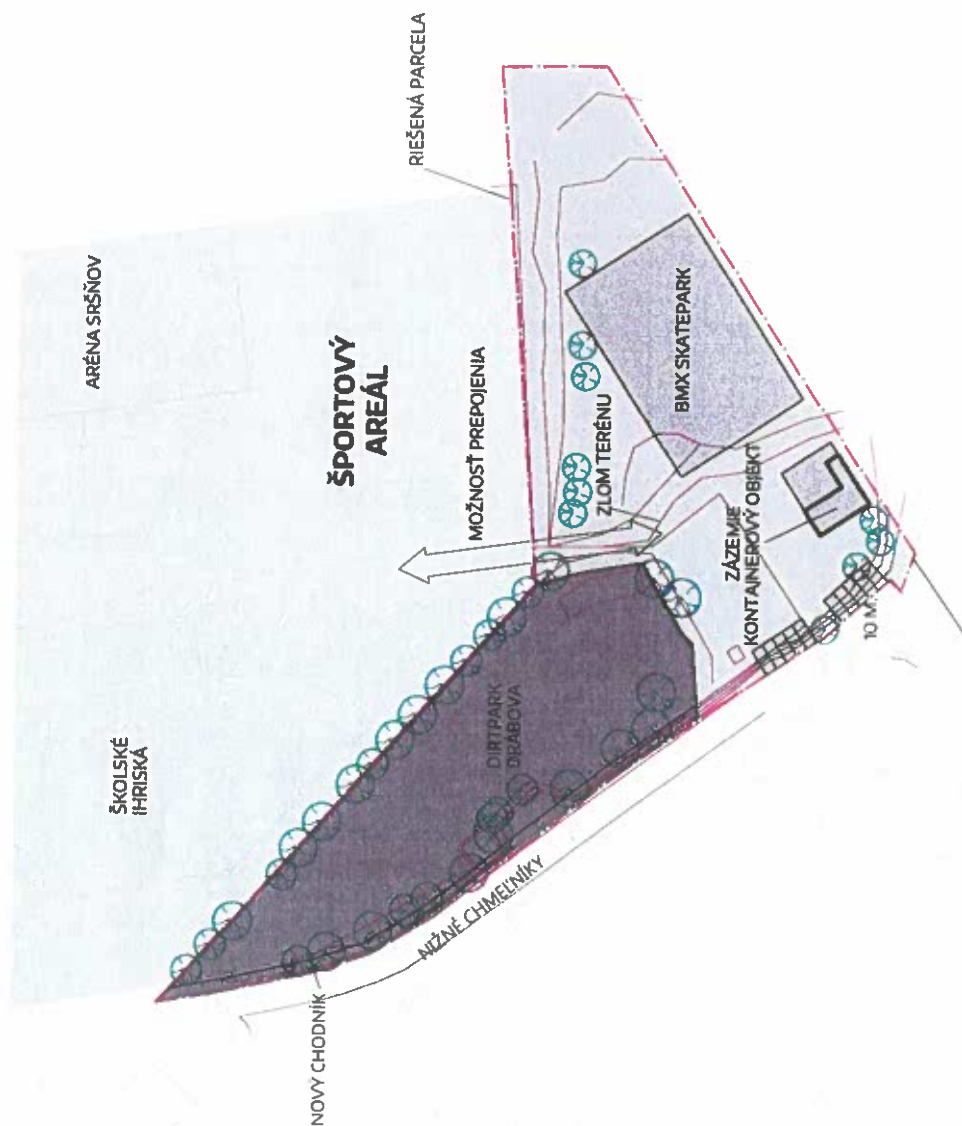 ARÉNA SRŠŇOV
ŠKOLSKÉ
IHRISKÁ
ŠPORTOVÝ
AREÁL
RIEŠENÁ PARCELA
MOŽNOSŤ PREPOJENIA
ZLOM TERÉNU
BMX SKATEPARK
DIRTPARK
DRÁBOVA
ZÁZEMIE
KONTAJNEROVÝ OBJEKT
NOVÝ CHODNÍK
NIŽNÉ CHMEĽNÍKY
10 M.